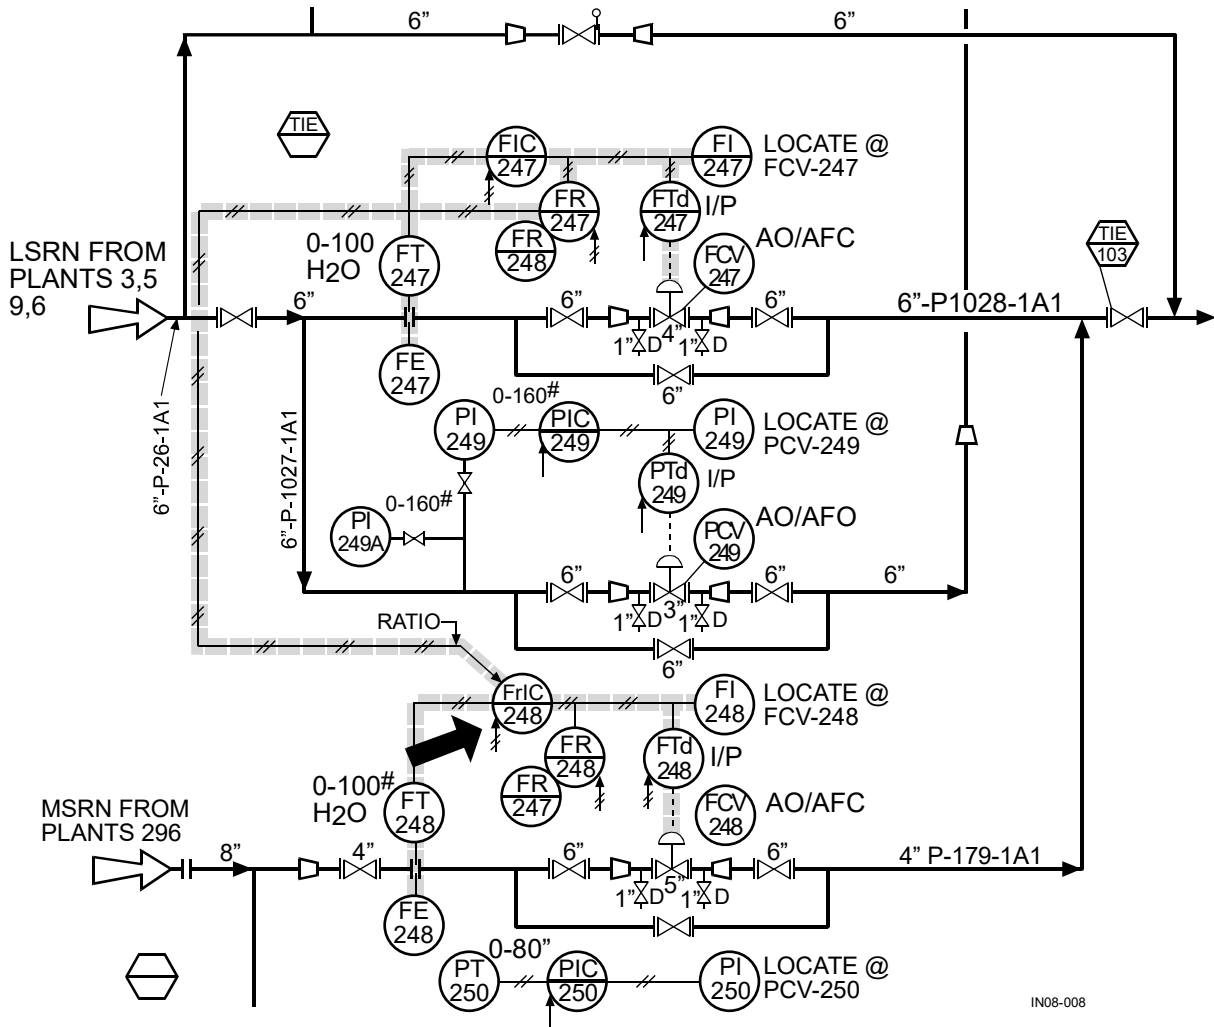 6”
6”
TIE
FIC
247
FI
247
LOCATE @
FCV-247
FR
247
FTd
247
I/P
FR
248
0-100
H2O
FT
247
FCV
247
AO/AFC
TIE
103
LSRN FROM
PLANTS 3,5
9,6
6”
6”
6”
6”-P1028-1A1
4”
1”
D
1”
D
FE
247
6”
6”-P-26-1A1
6”-P-1027-1A1
0-160#
PI
249
PIC
249
PI
249
LOCATE @
PCV-249
PTd
249
I/P
0-160#
PI
249A
PCV
249
AO/AFO
6”
6”
6”
3”
1”
D
1”
D
RATIO
6”
FrIC
248
FI
248
LOCATE @
FCV-248
FR
248
FTd
248
I/P
FR
247
0-100#
H2O
FT
248
FCV
248
AO/AFC
MSRN FROM
PLANTS 296
8”
4”
6”
6”
4” P-179-1A1
5”
1”
D
1”
D
FE
248
0-80”
PT
250
PIC
250
PI
250
LOCATE @
PCV-250
IN08-008